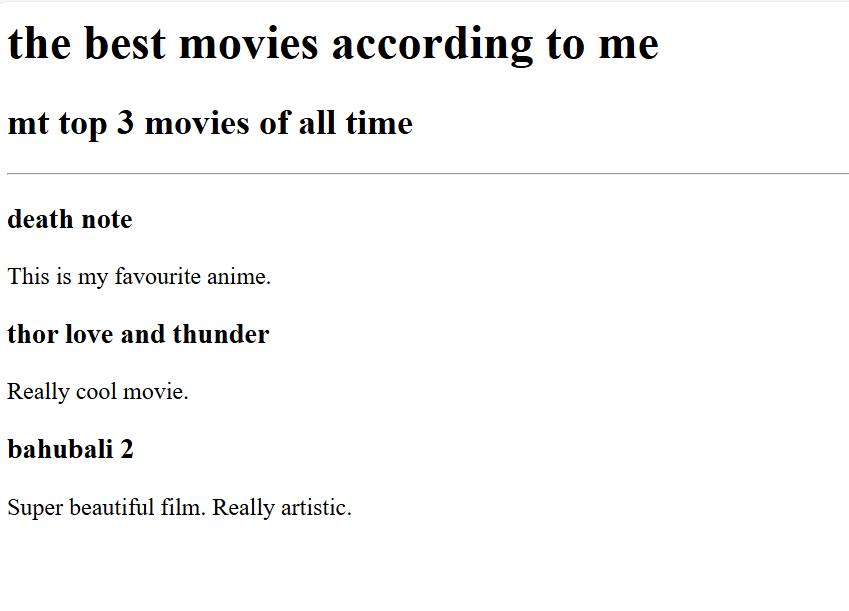 the best movies according to me
mt top 3 movies of all time
death note
This is my favourite anime.
thor love and thunder
Really cool movie.
bahubali 2
Super beautiful film. Really artistic.